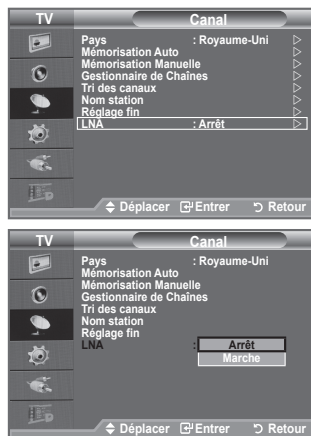 TV Canal
Pays : Royaume-Uni
Mémorisation Auto
Mémorisation Manuelle
Gestionnaire de Chaînes
Tri des canaux
Nom station
Réglage fin
LNA : Arrêt
Déplacer Entrer Retour
TV Canal
Pays : Royaume-Uni
Mémorisation Auto
Mémorisation Manuelle
Gestionnaire de Chaînes
Tri des canaux
Nom station
Réglage fin
LNA : Arrêt
Marche
Déplacer Entrer Retour